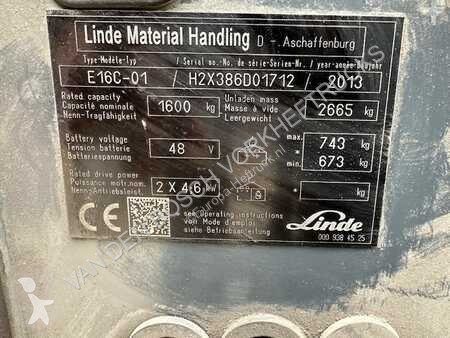 Linde Material Handling D - Aschaffenburg
Type-Modèle-Typ / Serial no.-No. de série-Serien-Nr. / year-année-Baujahr
E16C-01 / H2X386D01712 / 2013
Rated capacity
Capacité nominale 1600 kg
Nenn-Tragfähigkeit
Unladen mass
Masse à vide 2665 kg
Leergewicht
Battery voltage
Tension batterie 48 V
Batteriespannung
max. 743 kg
min. 673 kg
Rated drive power
Puissance motr.nom. 2 X 4.6 kW
Nenn-Antriebsleist.
kg
CE
see Operating instructions
voir Mode d'emploi
siehe Betriebsanleitung
Linde
000 938 45 25
VANDENBOSCH VORKHEFTRUCKS